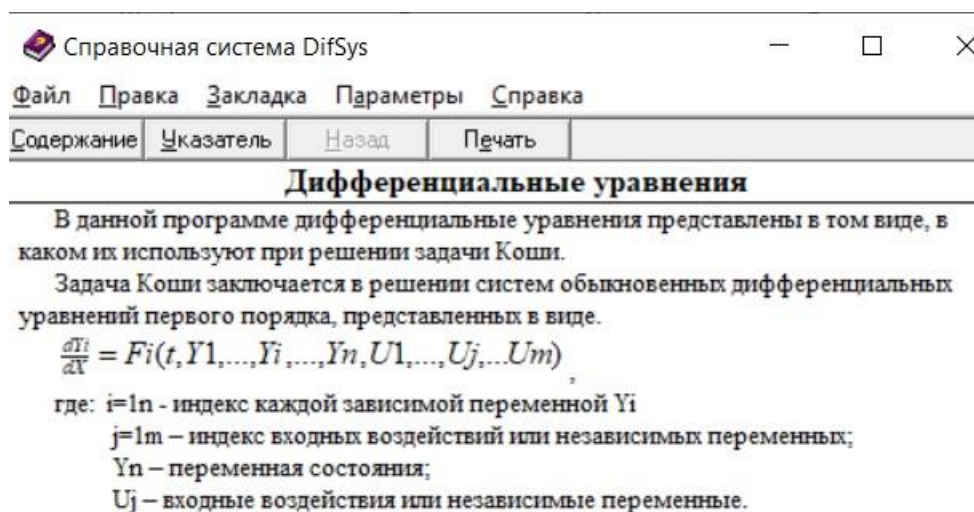 Справочная система DifSys
Файл Правка Закладка Параметры Справка
Содержание Указатель Назад Печать
Дифференциальные уравнения
В данной программе дифференциальные уравнения представлены в том виде, в
каком их используют при решении задачи Коши.
Задача Коши заключается в решении систем обыкновенных дифференциальных
уравнений первого порядка, представленных в виде.
dYi/dX = Fi(t,Y1,...,Yi,...,Yn,U1,...,Uj,...Um) ,
где: i=1n - индекс каждой зависимой переменной Yi
j=1m – индекс входных воздействий или независимых переменных;
Yn – переменная состояния;
Uj – входные воздействия или независимые переменные.